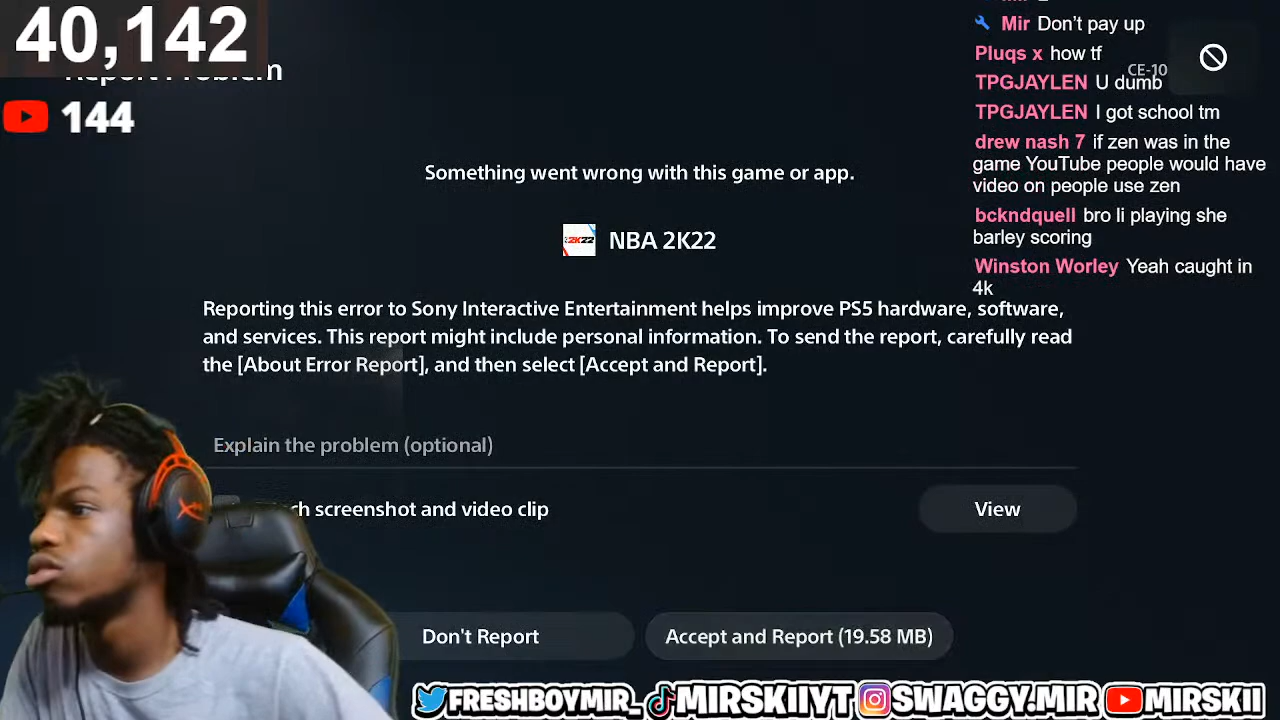 40,142
Report Problem
144
Mir Don't pay up
Pluqs x how tf
CE-10
TPGJAYLEN U dumb
TPGJAYLEN I got school tm
drew nash 7 if zen was in the
game YouTube people would have
video on people use zen
bckndquell bro li playing she
barley scoring
Winston Worley Yeah caught in
4k
Something went wrong with this game or app.
2K22 NBA 2K22
Reporting this error to Sony Interactive Entertainment helps improve PS5 hardware, software,
and services. This report might include personal information. To send the report, carefully read
the [About Error Report], and then select [Accept and Report].
Explain the problem (optional)
screenshot and video clip
View
Don't Report
Accept and Report (19.58 MB)
FRESHBOYMIR_ MIRSKIIYT SWAGGY.MIR MIRSKII